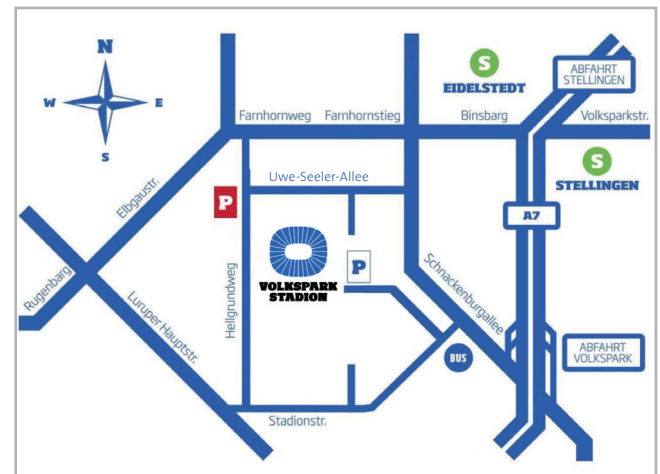 N
W
E
S
S
EIDELSTEDT
ABFAHRT
STELLINGEN
Farnhornweg
Farnhornstieg
Binsbarg
Volksparkstr.
S
STELLINGEN
Elbgaustr.
Uwe-Seeler-Allee
P
A7
VOLKSPARK
STADION
P
Rugenbarg
Luruper Hauptstr.
Hellgrundweg
Schnackenburgallee
BUS
ABFAHRT
VOLKSPARK
Stadionstr.